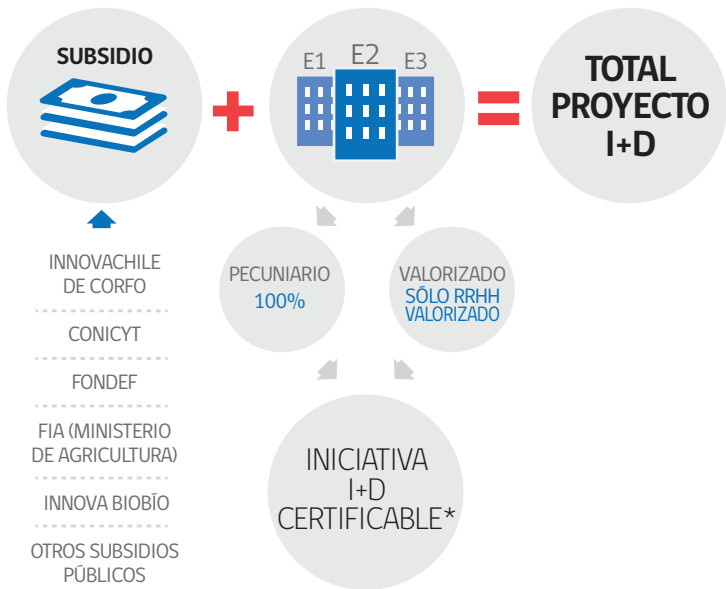 SUBSIDIO
+
E1 E2 E3
=
TOTAL
PROYECTO
I+D
INNOVACHILE
DE CORFO
CONICYT
FONDEF
FIA (MINISTERIO
DE AGRICULTURA)
INNOVA BIOBÍO
OTROS SUBSIDIOS
PÚBLICOS
PECUNIARIO
100%
VALORIZADO
SÓLO RRHH
VALORIZADO
INICIATIVA
I+D
CERTIFICABLE*